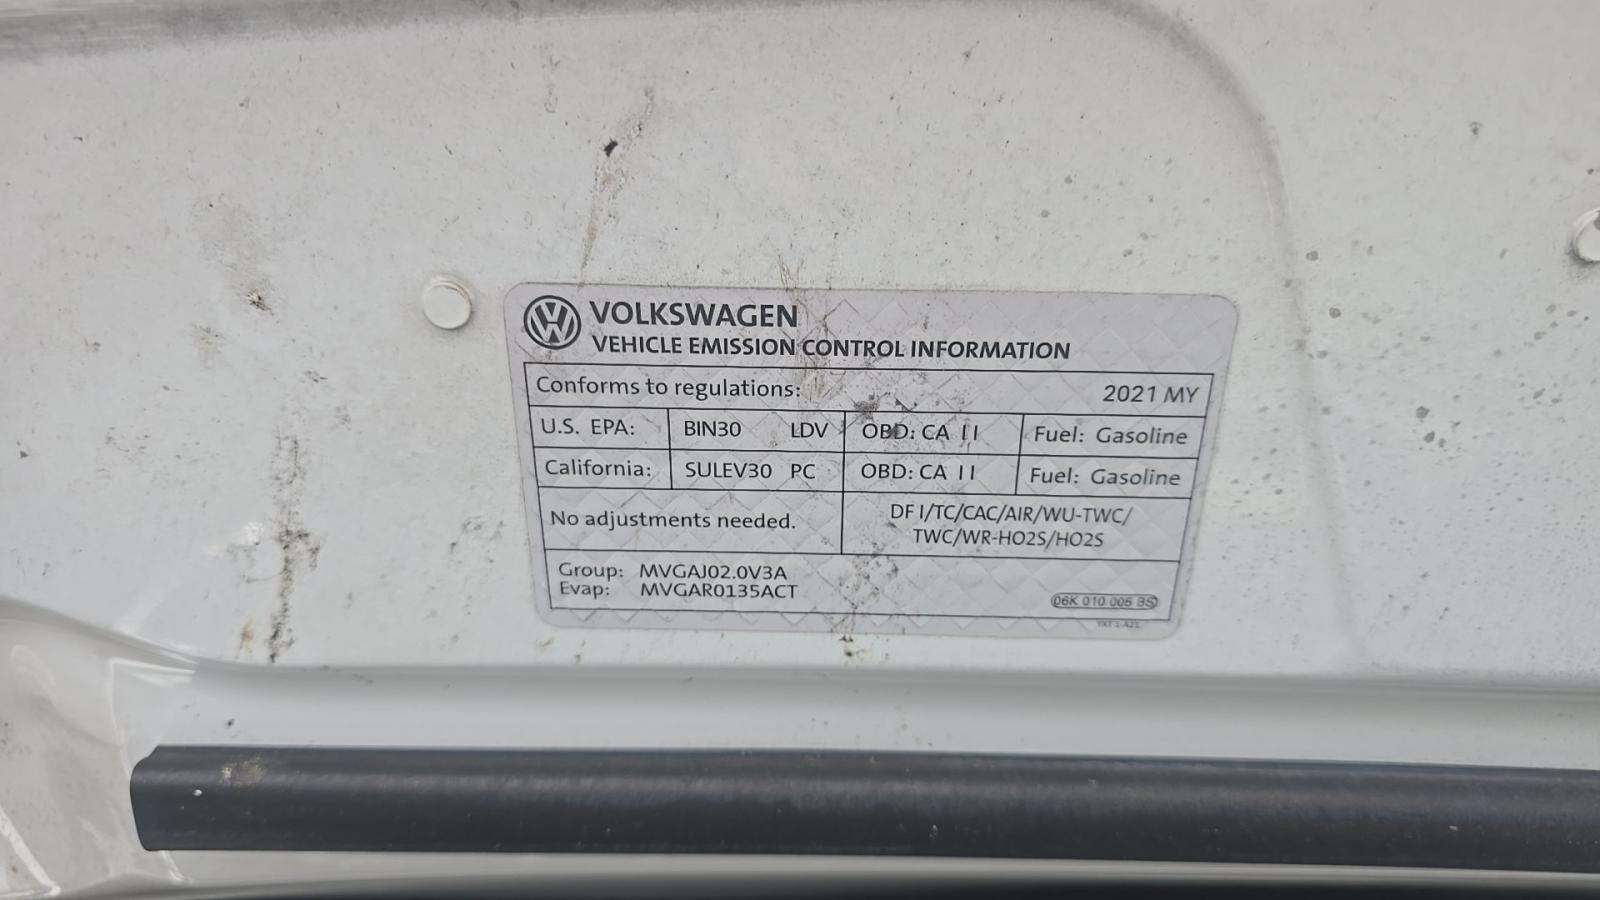 VOLKSWAGEN
VEHICLE EMISSION CONTROL INFORMATION
Conforms to regulations: 2021 MY
U.S. EPA: BIN30 LDV OBD: CA II Fuel: Gasoline
California: SULEV30 PC OBD: CA II Fuel: Gasoline
No adjustments needed.
DFI/TC/CAC/AIR/WU-TWC/
TWC/WR-HO2S/HO2S
Group: MVGAJ02.0V3A
Evap: MVGAR0135ACT
06K 010 005 BS